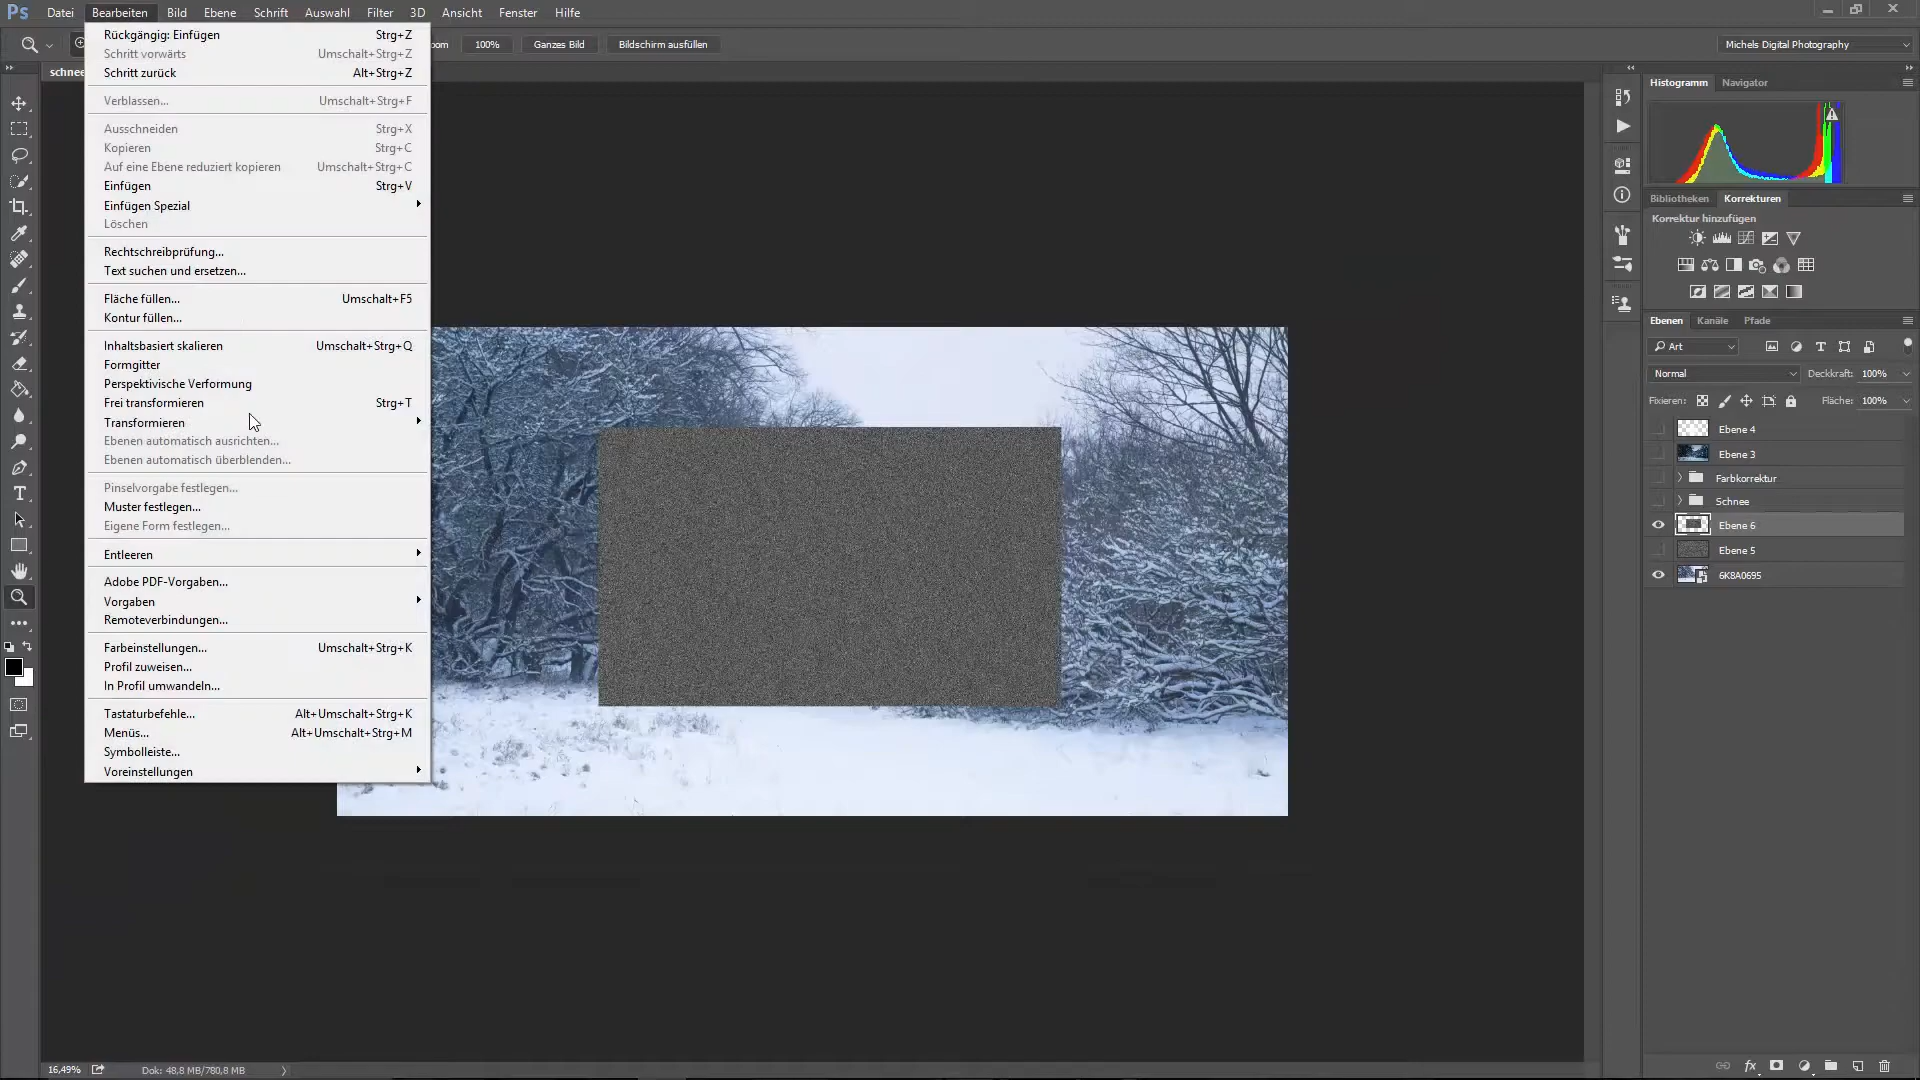 Ps Datei Bearbeiten Bild Ebene Schrift Auswahl Filter 3D Ansicht Fenster Hilfe
oom 100% Ganzes Bild Bildschirm ausfüllen Michels Digital Photography
schnee
Rückgängig: Einfügen Strg+Z
Schritt vorwärts Umschalt+Strg+Z
Schritt zurück Alt+Strg+Z
Verblassen... Umschalt+Strg+F
Ausschneiden Strg+X
Kopieren Strg+C
Auf eine Ebene reduziert kopieren Umschalt+Strg+C
Einfügen Strg+V
Einfügen Spezial
Löschen
Rechtschreibprüfung...
Text suchen und ersetzen...
Fläche füllen... Umschalt+F5
Kontur füllen...
Inhaltsbasiert skalieren Umschalt+Strg+Q
Formgitter
Perspektivische Verformung
Frei transformieren Strg+T
Transformieren
Ebenen automatisch ausrichten...
Ebenen automatisch überblenden...
Pinselvorgabe festlegen...
Muster festlegen...
Eigene Form festlegen...
Entleeren
Adobe PDF-Vorgaben...
Vorgaben
Remoteverbindungen...
Farbeinstellungen... Umschalt+Strg+K
Profil zuweisen...
In Profil umwandeln...
Tastaturbefehle... Alt+Umschalt+Strg+K
Menüs... Alt+Umschalt+Strg+M
Symbolleiste...
Voreinstellungen
Histogramm Navigator
Bibliotheken Korrekturen
Korrektur hinzufügen
Ebenen Kanäle Pfade
Art
Normal Deckkraft: 100%
Fixieren: Fläche: 100%
Ebene 4
Ebene 3
Farbkorrektur
Schnee
Ebene 6
Ebene 5
6K8A0695
fx
16,49% Dok: 48,8 MB/780,8 MB